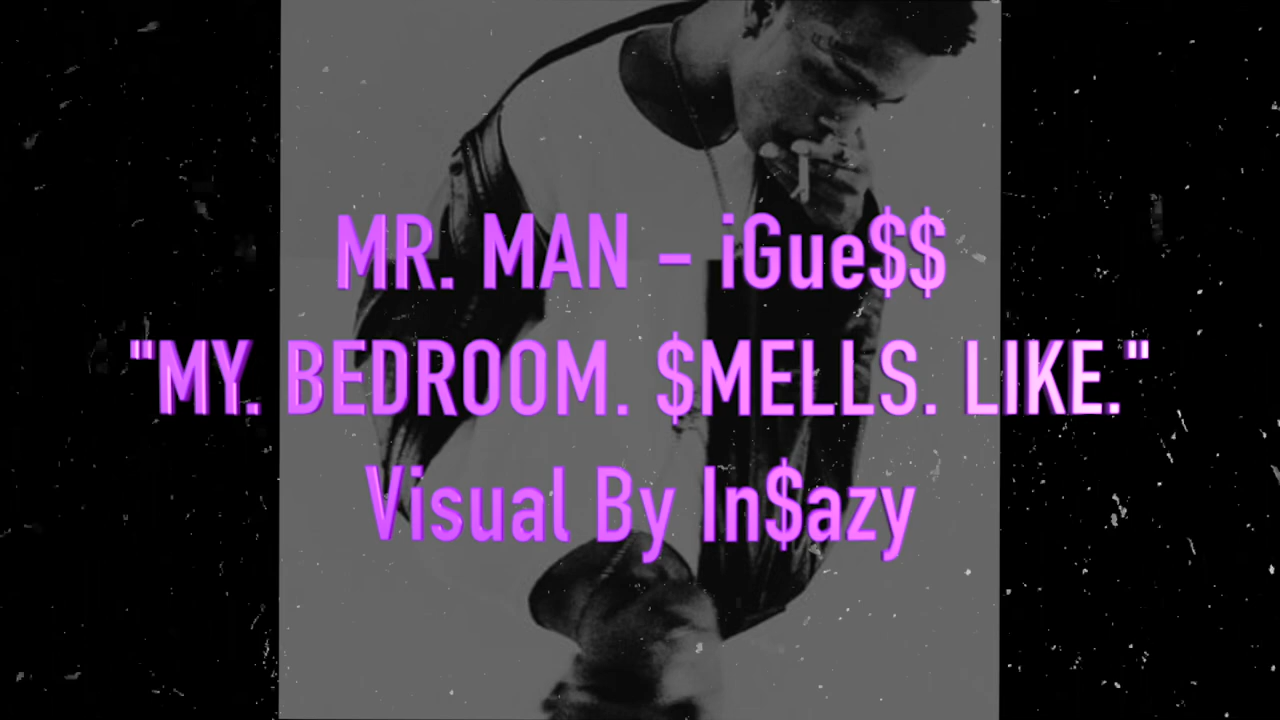 MR. MAN – iGue$$
"MY. BEDROOM. $MELLS. LIKE."
Visual By In$azy